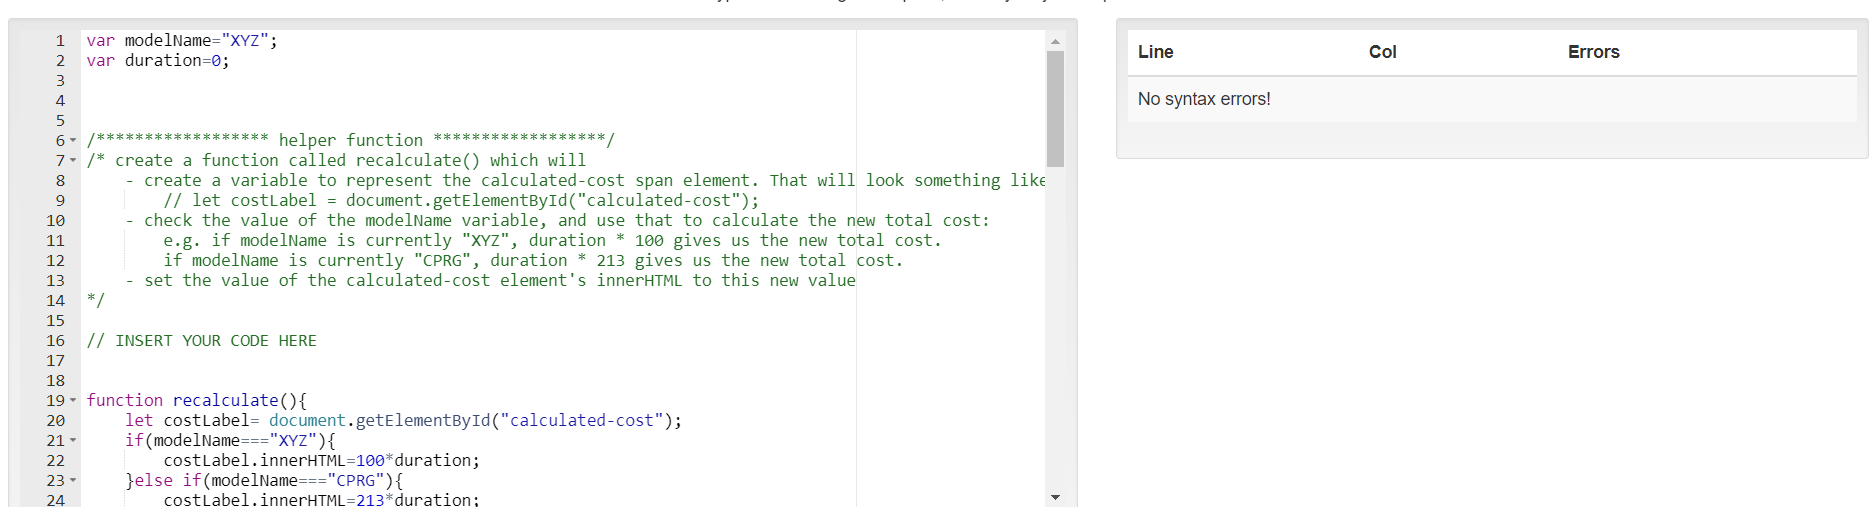 1 var modelName="XYZ";
2 var duration=0;
3
4
5
6 /****************** helper function ******************/
7 /* create a function called recalculate() which will
8     - create a variable to represent the calculated-cost span element. That will look something like
9         // let costLabel = document.getElementById("calculated-cost");
10     - check the value of the modelName variable, and use that to calculate the new total cost:
11         e.g. if modelName is currently "XYZ", duration * 100 gives us the new total cost.
12         if modelName is currently "CPRG", duration * 213 gives us the new total cost.
13     - set the value of the calculated-cost element's innerHTML to this new value
14 */
15
16 // INSERT YOUR CODE HERE
17
18
19 function recalculate(){
20     let costLabel= document.getElementById("calculated-cost");
21     if(modelName==="XYZ"){
22         costLabel.innerHTML=100*duration;
23     }else if(modelName==="CPRG"){
24         costLabel.innerHTML=213*duration;
Line Col Errors
No syntax errors!